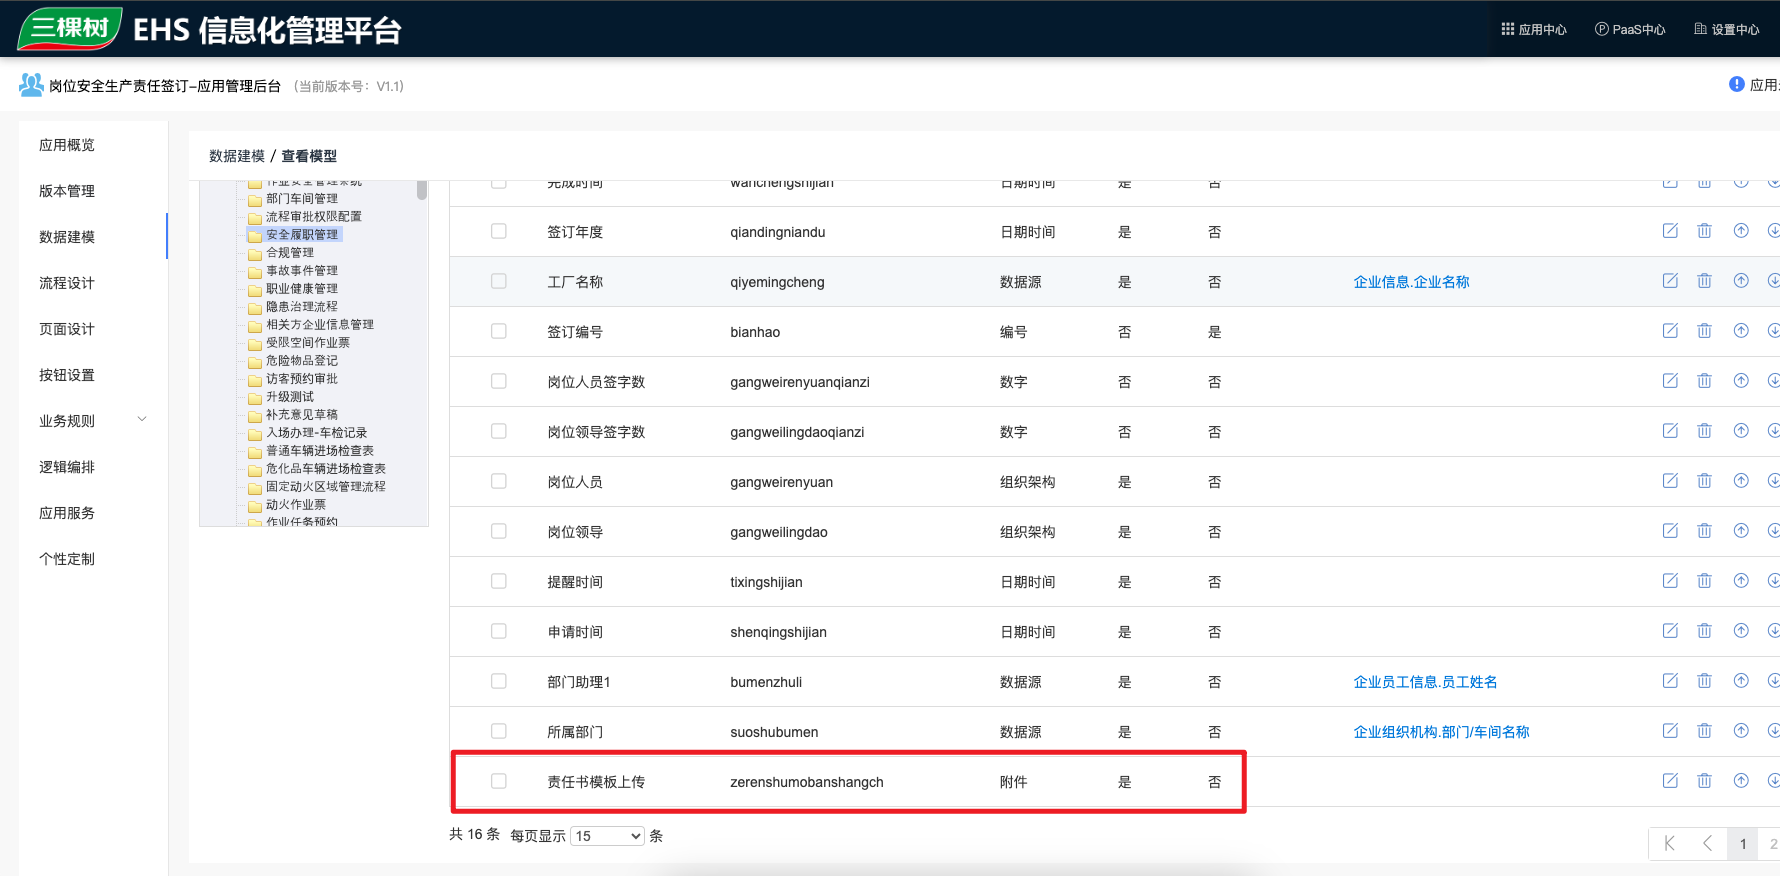 三棵树 EHS 信息化管理平台 应用中心 PaaS中心 设置中心
岗位安全生产责任签订-应用管理后台 (当前版本号: V1.1) 应用
应用概览
版本管理
数据建模
流程设计
页面设计
按钮设置
业务规则
逻辑编排
应用服务
个性定制
数据建模 / 查看模型
作业安全管理系统
部门车间管理
流程审批权限配置
安全履职管理
合规管理
事故事件管理
职业健康管理
隐患治理流程
相关方企业信息管理
受限空间作业票
危险物品登记
访客预约审批
升级测试
补充意见草稿
入场办理-车检记录
普通车辆进场检查表
危化品车辆进场检查表
固定动火区域管理流程
动火作业票
作业任务预约
完成时间 wanchengshijian 日期时间 是 否
签订年度 qiandingniandu 日期时间 是 否
工厂名称 qiyemingcheng 数据源 是 否 企业信息.企业名称
签订编号 bianhao 编号 否 是
岗位人员签字数 gangweirenyuanqianzi 数字 否 否
岗位领导签字数 gangweilingdaoqianzi 数字 否 否
岗位人员 gangweirenyuan 组织架构 是 否
岗位领导 gangweilingdao 组织架构 是 否
提醒时间 tixingshijian 日期时间 是 否
申请时间 shenqingshijian 日期时间 是 否
部门助理1 bumenzhuli 数据源 是 否 企业员工信息.员工姓名
所属部门 suoshubumen 数据源 是 否 企业组织机构.部门/车间名称
责任书模板上传 zerenshumobanshangch 附件 是 否
共 16 条 每页显示 15 条 1 2